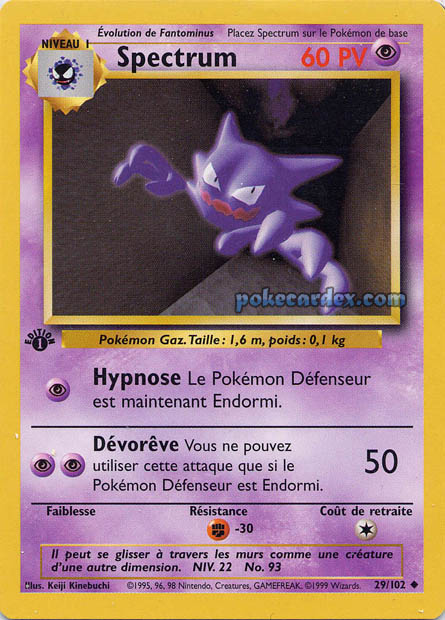 Évolution de Fantominus Placez Spectrum sur le Pokémon de base
NIVEAU I
Spectrum 60 PV
pokecardex.com
EDITION 1
Pokémon Gaz. Taille: 1,6 m, poids: 0,1 kg
Hypnose Le Pokémon Défenseur
est maintenant Endormi.
Dévorêve Vous ne pouvez
utiliser cette attaque que si le
Pokémon Défenseur est Endormi.
50
Faiblesse Résistance Coût de retraite
-30
Il peut se glisser à travers les murs comme une créature
d'une autre dimension. NIV. 22 No. 93
Illus. Keiji Kinebuchi ©1995, 96, 98 Nintendo, Creatures, GAMEFREAK. ©1999 Wizards. 29/102